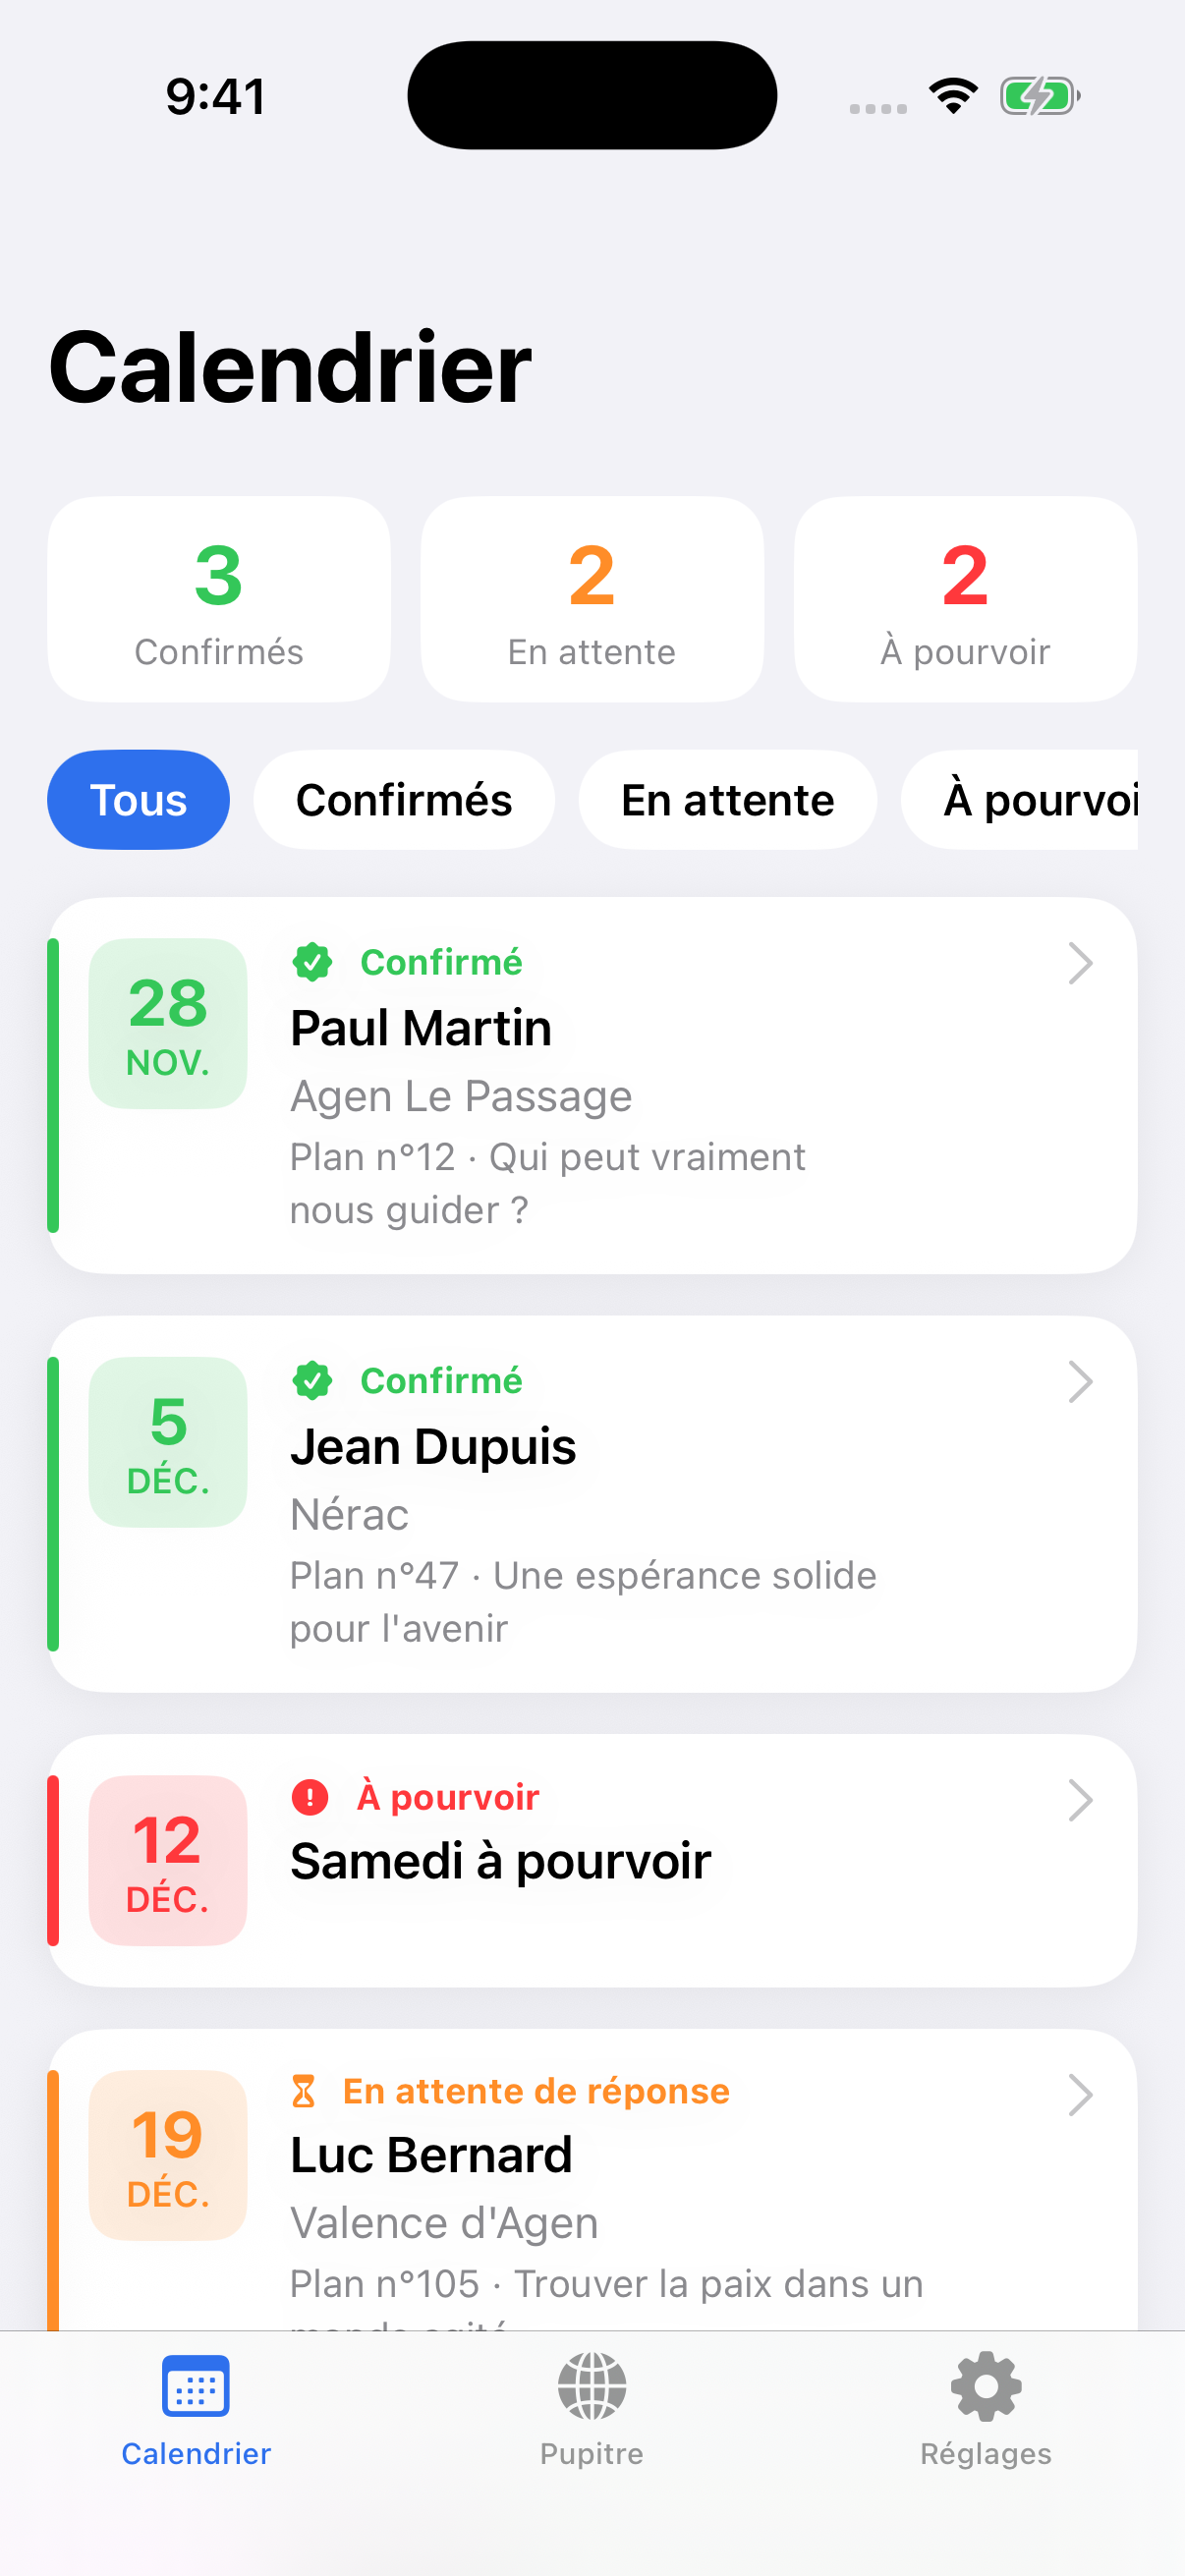 9:41
Calendrier
3
Confirmés
2
En attente
2
À pourvoir
Tous
Confirmés
En attente
À pourvoi
28
NOV.
Confirmé
Paul Martin
Agen Le Passage
Plan n°12 · Qui peut vraiment
nous guider ?
5
DÉC.
Confirmé
Jean Dupuis
Nérac
Plan n°47 · Une espérance solide
pour l'avenir
12
DÉC.
À pourvoir
Samedi à pourvoir
19
DÉC.
En attente de réponse
Luc Bernard
Valence d'Agen
Plan n°105 · Trouver la paix dans un
Calendrier
Pupitre
Réglages